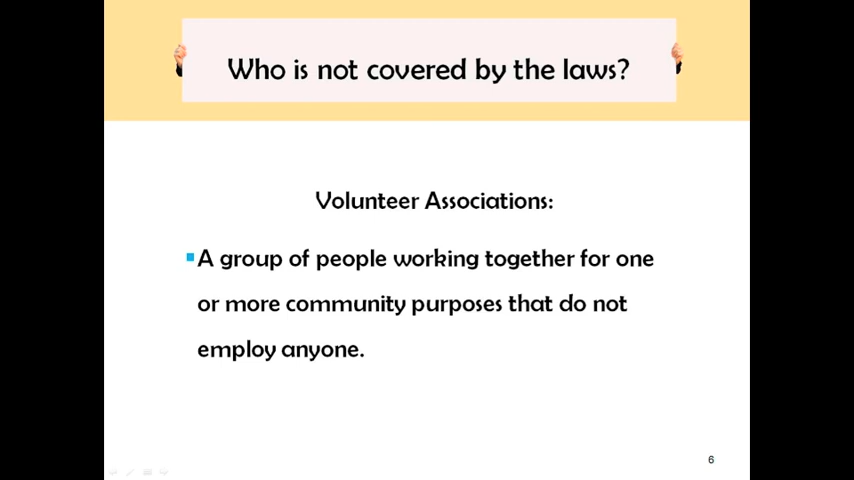 Who is not covered by the laws?
Volunteer Associations:
A group of people working together for one
or more community purposes that do not
employ anyone.
6